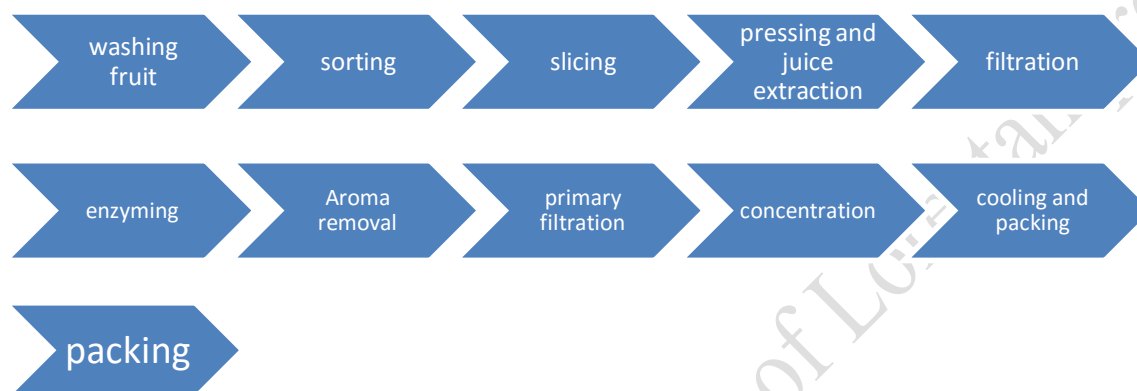 washing
fruit
sorting
slicing
pressing and
juice
extraction
filtration
enzyming
Aroma
removal
primary
filtration
concentration
cooling and
packing
packing